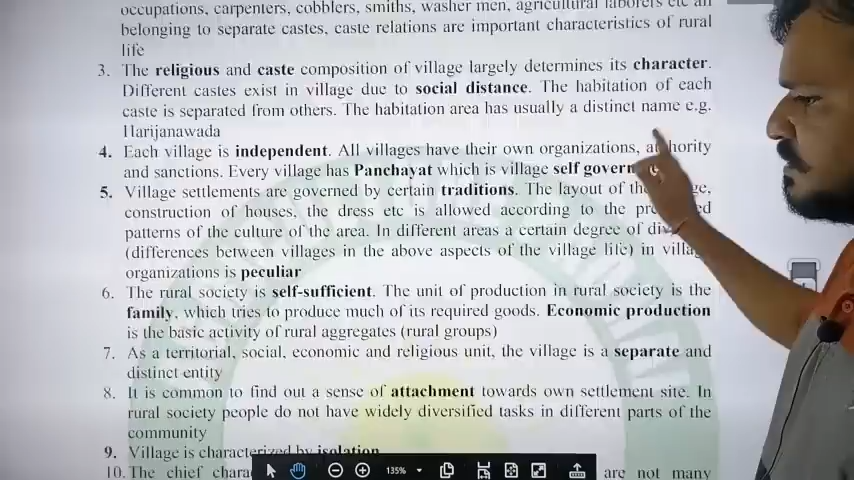 occupations, carpenters, cobblers, smiths, washer men, agricultural laborers etc all
belonging to separate castes, caste relations are important characteristics of rural
life
3. The religious and caste composition of village largely determines its character.
Different castes exist in village due to social distance. The habitation of each
caste is separated from others. The habitation area has usually a distinct name e.g.
Harijanawada
4. Each village is independent. All villages have their own organizations,
and sanctions. Every village has Panchayat which is village self
5. Village settlements are governed by certain traditions. The layout of
construction of houses, the dress etc is allowed according to the
patterns of the culture of the area. In different areas a certain degree of
(differences between villages in the above aspects of the village life) in
organizations is peculiar
6. The rural society is self-sufficient. The unit of production in rural society is the
family, which tries to produce much of its required goods. Economic production
is the basic activity of rural aggregates (rural groups)
7. As a territorial, social, economic and religious unit, the village is a separate and
distinct entity
8. It is common to find out a sense of attachment towards own settlement site. In
rural society people do not have widely diversified tasks in different parts of the
community
9. Village is characterized by isolation
10. The chief are not many
135%